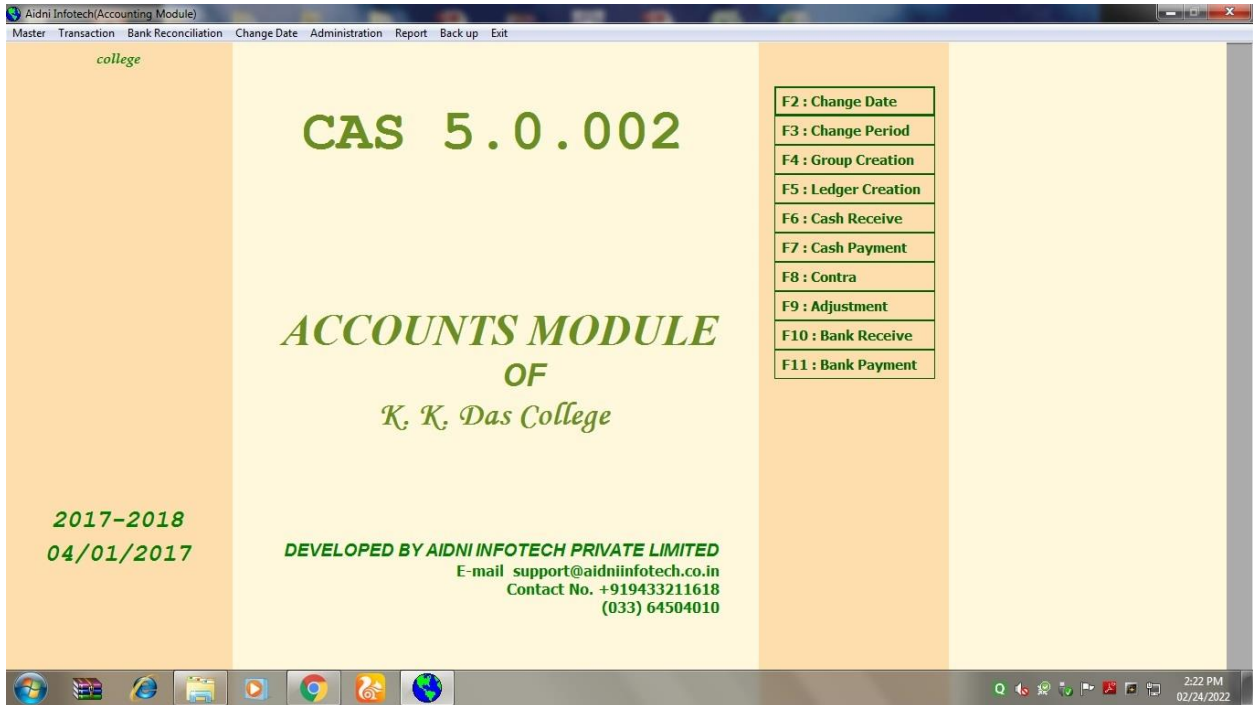 Aidni Infotech(Accounting Module)
Master Transaction Bank Reconciliation Change Date Administration Report Back up Exit
college
CAS 5.0.002
ACCOUNTS MODULE
OF
K. K. Das College
2017-2018
04/01/2017
DEVELOPED BY AIDNI INFOTECH PRIVATE LIMITED
E-mail support@aidniinfotech.co.in
Contact No. +919433211618
(033) 64504010
F2 : Change Date
F3 : Change Period
F4 : Group Creation
F5 : Ledger Creation
F6 : Cash Receive
F7 : Cash Payment
F8 : Contra
F9 : Adjustment
F10 : Bank Receive
F11 : Bank Payment
2:22 PM
02/24/2022